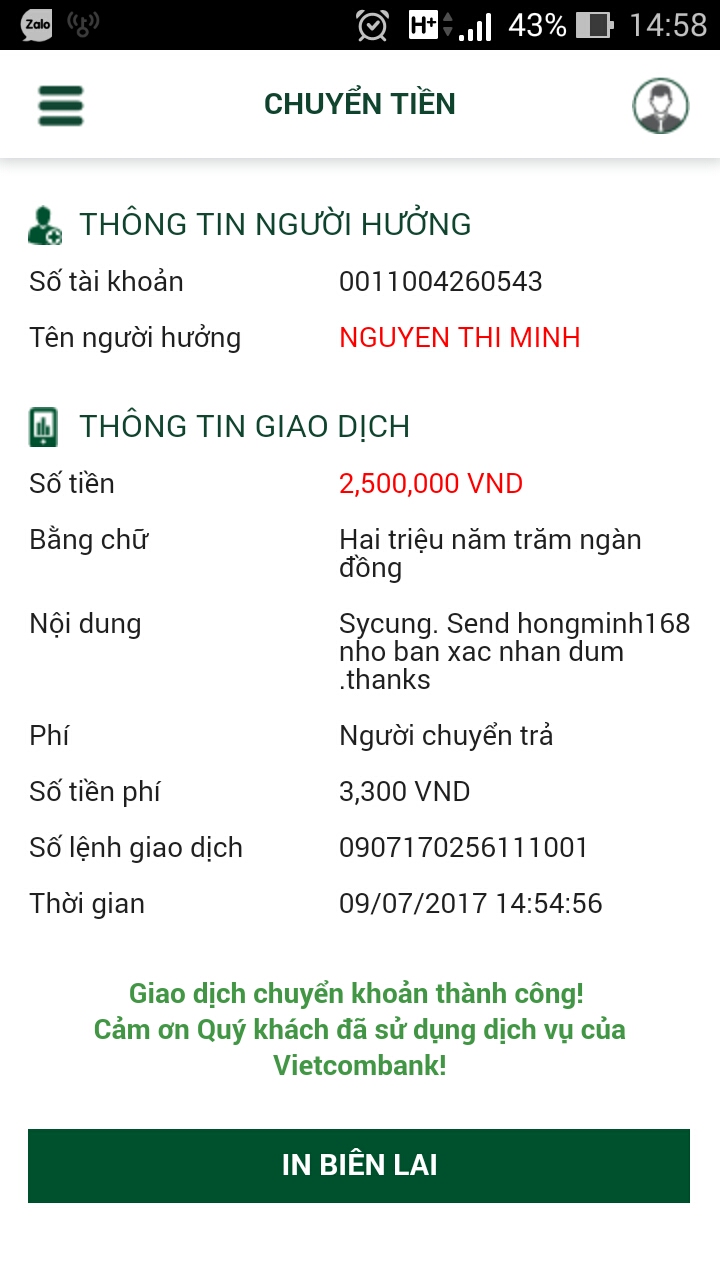 Zalo H+ 43% 14:58
CHUYỂN TIỀN
THÔNG TIN NGƯỜI HƯỞNG
Số tài khoản 0011004260543
Tên người hưởng NGUYEN THI MINH
THÔNG TIN GIAO DỊCH
Số tiền 2,500,000 VND
Bằng chữ Hai triệu năm trăm ngàn
đồng
Nội dung Sycung. Send hongminh168
nho ban xac nhan dum
.thanks
Phí Người chuyển trả
Số tiền phí 3,300 VND
Số lệnh giao dịch 0907170256111001
Thời gian 09/07/2017 14:54:56
Giao dịch chuyển khoản thành công!
Cảm ơn Quý khách đã sử dụng dịch vụ của
Vietcombank!
IN BIÊN LAI